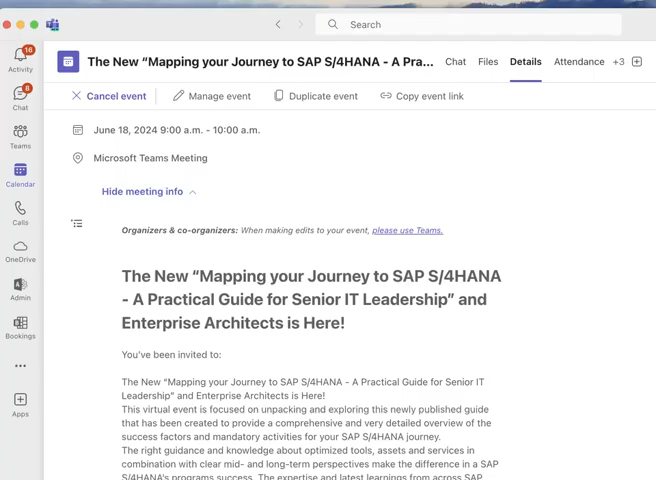 Search
16
Activity
8
Chat
Teams
Calendar
Calls
OneDrive
Admin
Bookings
Apps
The New “Mapping your Journey to SAP S/4HANA - A Pra...
Chat
Files
Details
Attendance
+3
Cancel event
Manage event
Duplicate event
Copy event link
June 18, 2024 9:00 a.m. - 10:00 a.m.
Microsoft Teams Meeting
Hide meeting info
Organizers & co-organizers: When making edits to your event, please use Teams.
The New “Mapping your Journey to SAP S/4HANA
- A Practical Guide for Senior IT Leadership” and
Enterprise Architects is Here!
You've been invited to:
The New “Mapping your Journey to SAP S/4HANA - A Practical Guide for Senior IT
Leadership” and Enterprise Architects is Here!
This virtual event is focused on unpacking and exploring this newly published guide
that has been created to provide a comprehensive and very detailed overview of the
success factors and mandatory activities for your SAP S/4HANA journey.
The right guidance and knowledge about optimized tools, assets and services in
combination with clear mid- and long-term perspectives make the difference in a SAP
S/4HANA's programs success. The expertise and latest learnings from across SAP